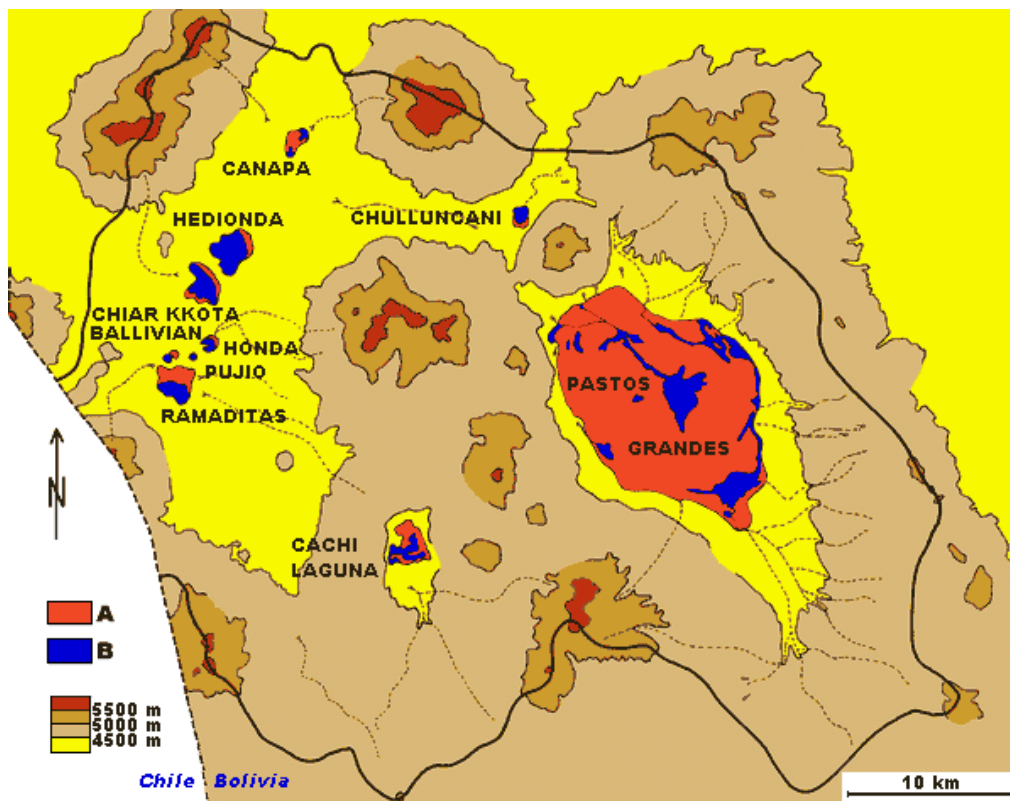 CANAPA
HEDIONDA
CHULLUNCANI
CHIAR KKOTA
BALLIVIAN
HONDA
PUJIO
RAMADITAS
PASTOS
GRANDES
N
CACHI
LAGUNA
A
B
5500 m
5000 m
4500 m
Chile Bolivia
10 km